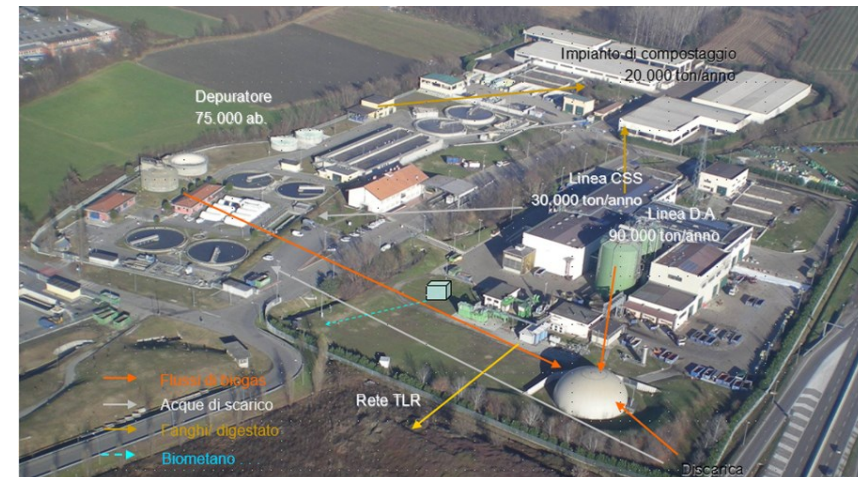 Impianto di compostaggio
20.000 ton/anno
Depuratore
75.000 ab.
Linea CSS
30.000 ton/anno
Linea D A
90.000 ton/anno
Rete TLR
Flussi di biogas
Acque di scarico
Fanghi/digestato
Biometano
Discarica